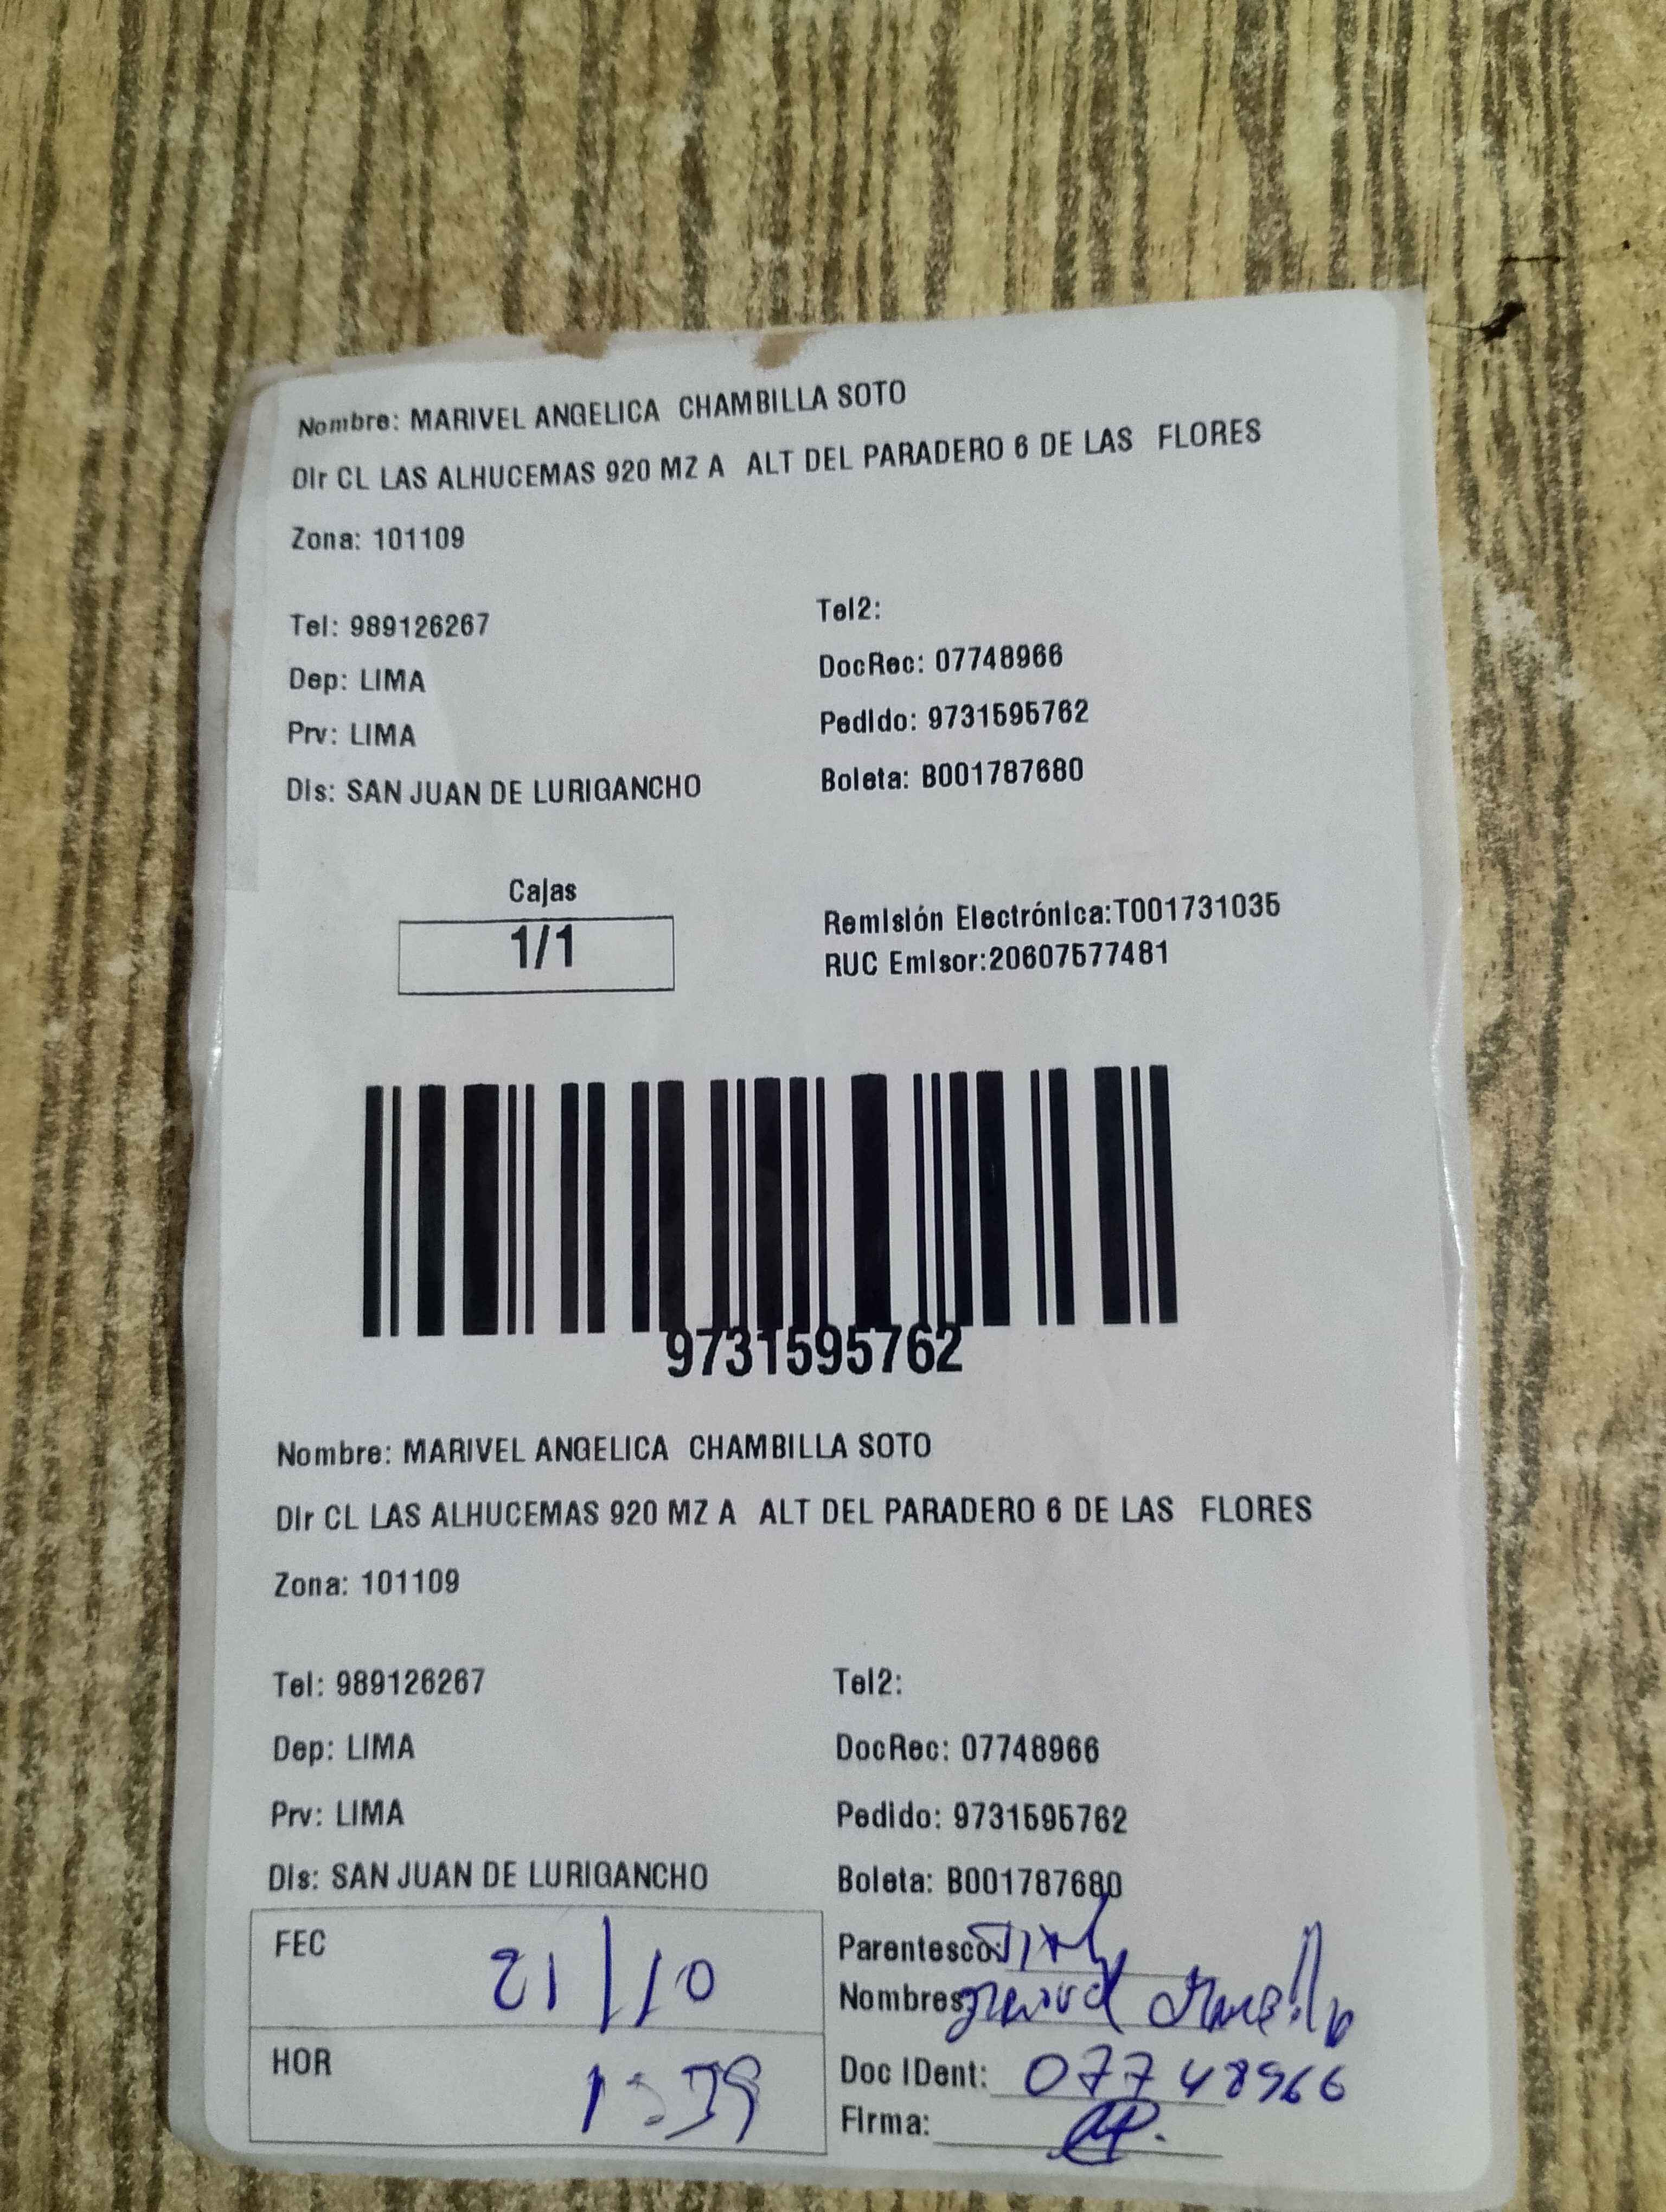 Nombre: MARIVEL ANGELICA CHAMBILLA SOTO
Dir CL LAS ALHUCEMAS 920 MZ A ALT DEL PARADERO 6 DE LAS FLORES
Zona: 101109
Tel: 989126267 Tel2:
Dep: LIMA DocRec: 07748966
Prv: LIMA Pedido: 9731595762
Dis: SAN JUAN DE LURIGANCHO Boleta: B001787680
Cajas
1/1
Remisión Electrónica:T001731035
RUC Emisor:20607577481
9731595762
Nombre: MARIVEL ANGELICA CHAMBILLA SOTO
Dir CL LAS ALHUCEMAS 920 MZ A ALT DEL PARADERO 6 DE LAS FLORES
Zona: 101109
Tel: 989126267 Tel2:
Dep: LIMA DocRec: 07748966
Prv: LIMA Pedido: 9731595762
Dis: SAN JUAN DE LURIGANCHO Boleta: B001787680
FEC
Parentesco:
Nombres:
HOR
Doc IDent: 07748966
Firma: